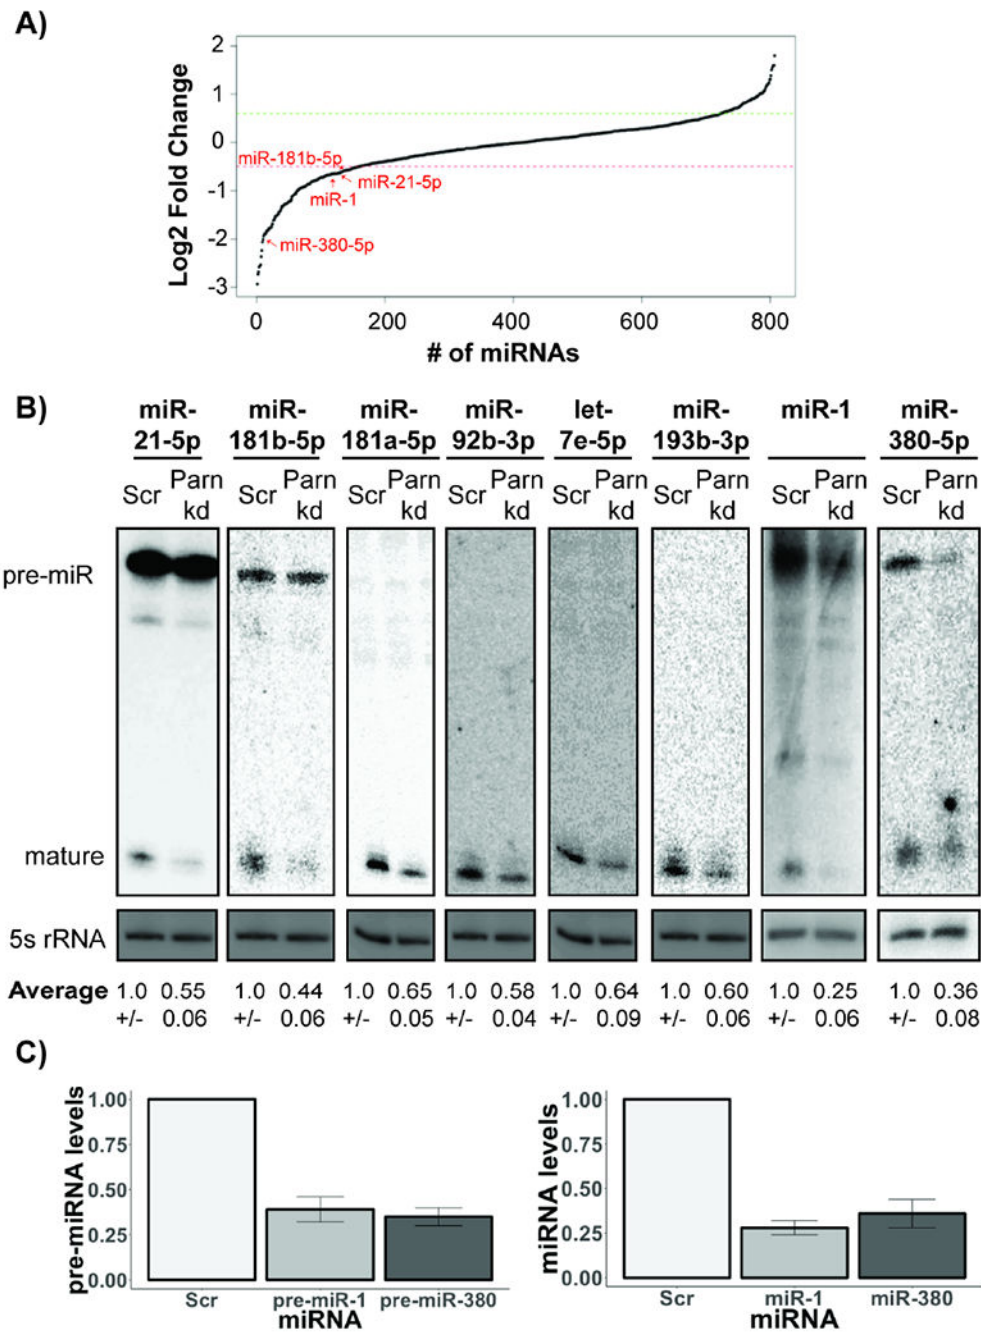 A)
Log2 Fold Change
2
1
0
-1
-2
-3
miR-181b-5p
miR-21-5p
miR-1
miR-380-5p
0 200 400 600 800
# of miRNAs
B)
miR- miR- miR- miR- let- miR- miR-1 miR-
21-5p 181b-5p 181a-5p 92b-3p 7e-5p 193b-3p 380-5p
Scr Parn kd Scr Parn kd Scr Parn kd Scr Parn kd Scr Parn kd Scr Parn kd Scr Parn kd Scr Parn kd
pre-miR
mature
5s rRNA
Average 1.0 0.55 1.0 0.44 1.0 0.65 1.0 0.58 1.0 0.64 1.0 0.60 1.0 0.25 1.0 0.36
+/- 0.06 +/- 0.06 +/- 0.05 +/- 0.04 +/- 0.09 +/- 0.06 +/- 0.06 +/- 0.08
C)
pre-miRNA levels
1.00
0.75
0.50
0.25
0.00
Scr pre-miR-1 pre-miR-380
miRNA
miRNA levels
1.00
0.75
0.50
0.25
0.00
Scr miR-1 miR-380
miRNA